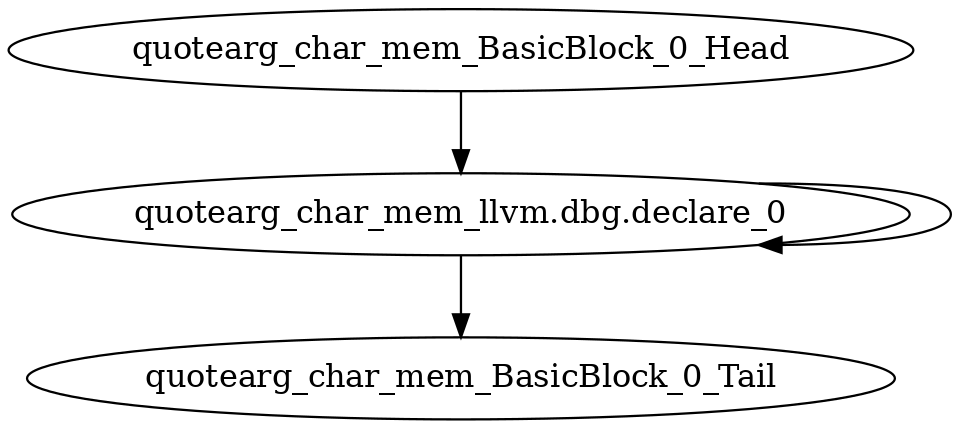 quotearg_char_mem_BasicBlock_0_Head
quotearg_char_mem_llvm.dbg.declare_0
quotearg_char_mem_BasicBlock_0_Tail